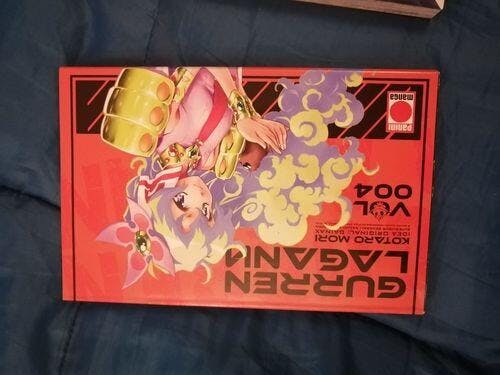 GURREN
LAGANN
KOTARO MORI
IDEA ORIGINAL: GAINAX
VOL
004
PANINI
manga